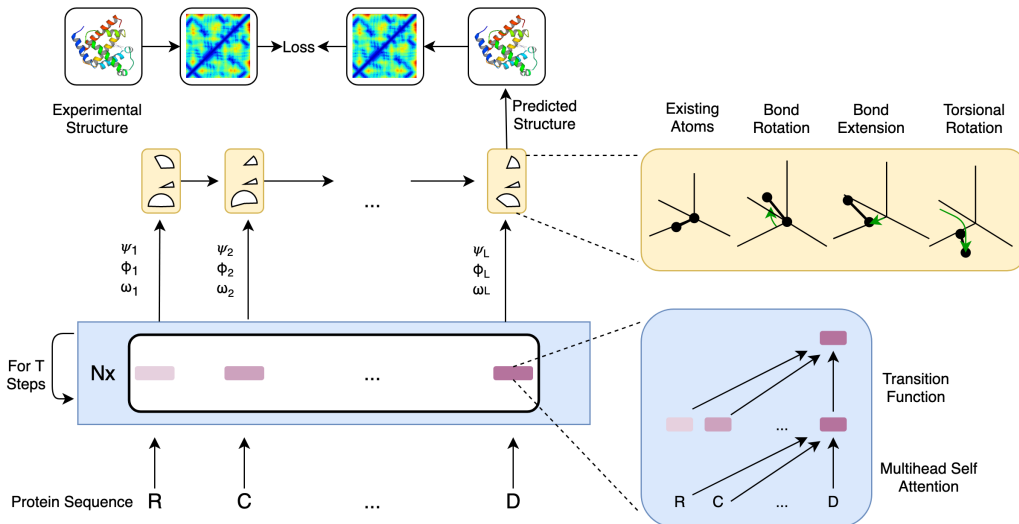 Loss
Experimental
Structure
Predicted
Structure
Existing
Atoms
Bond
Rotation
Bond
Extension
Torsional
Rotation
...
ψ1
Φ1
ω1
ψ2
Φ2
ω2
ψL
ΦL
ωL
For T
Steps
Nx
...
Transition
Function
...
Multihead Self
Attention
R C ... D
Protein Sequence R C ... D